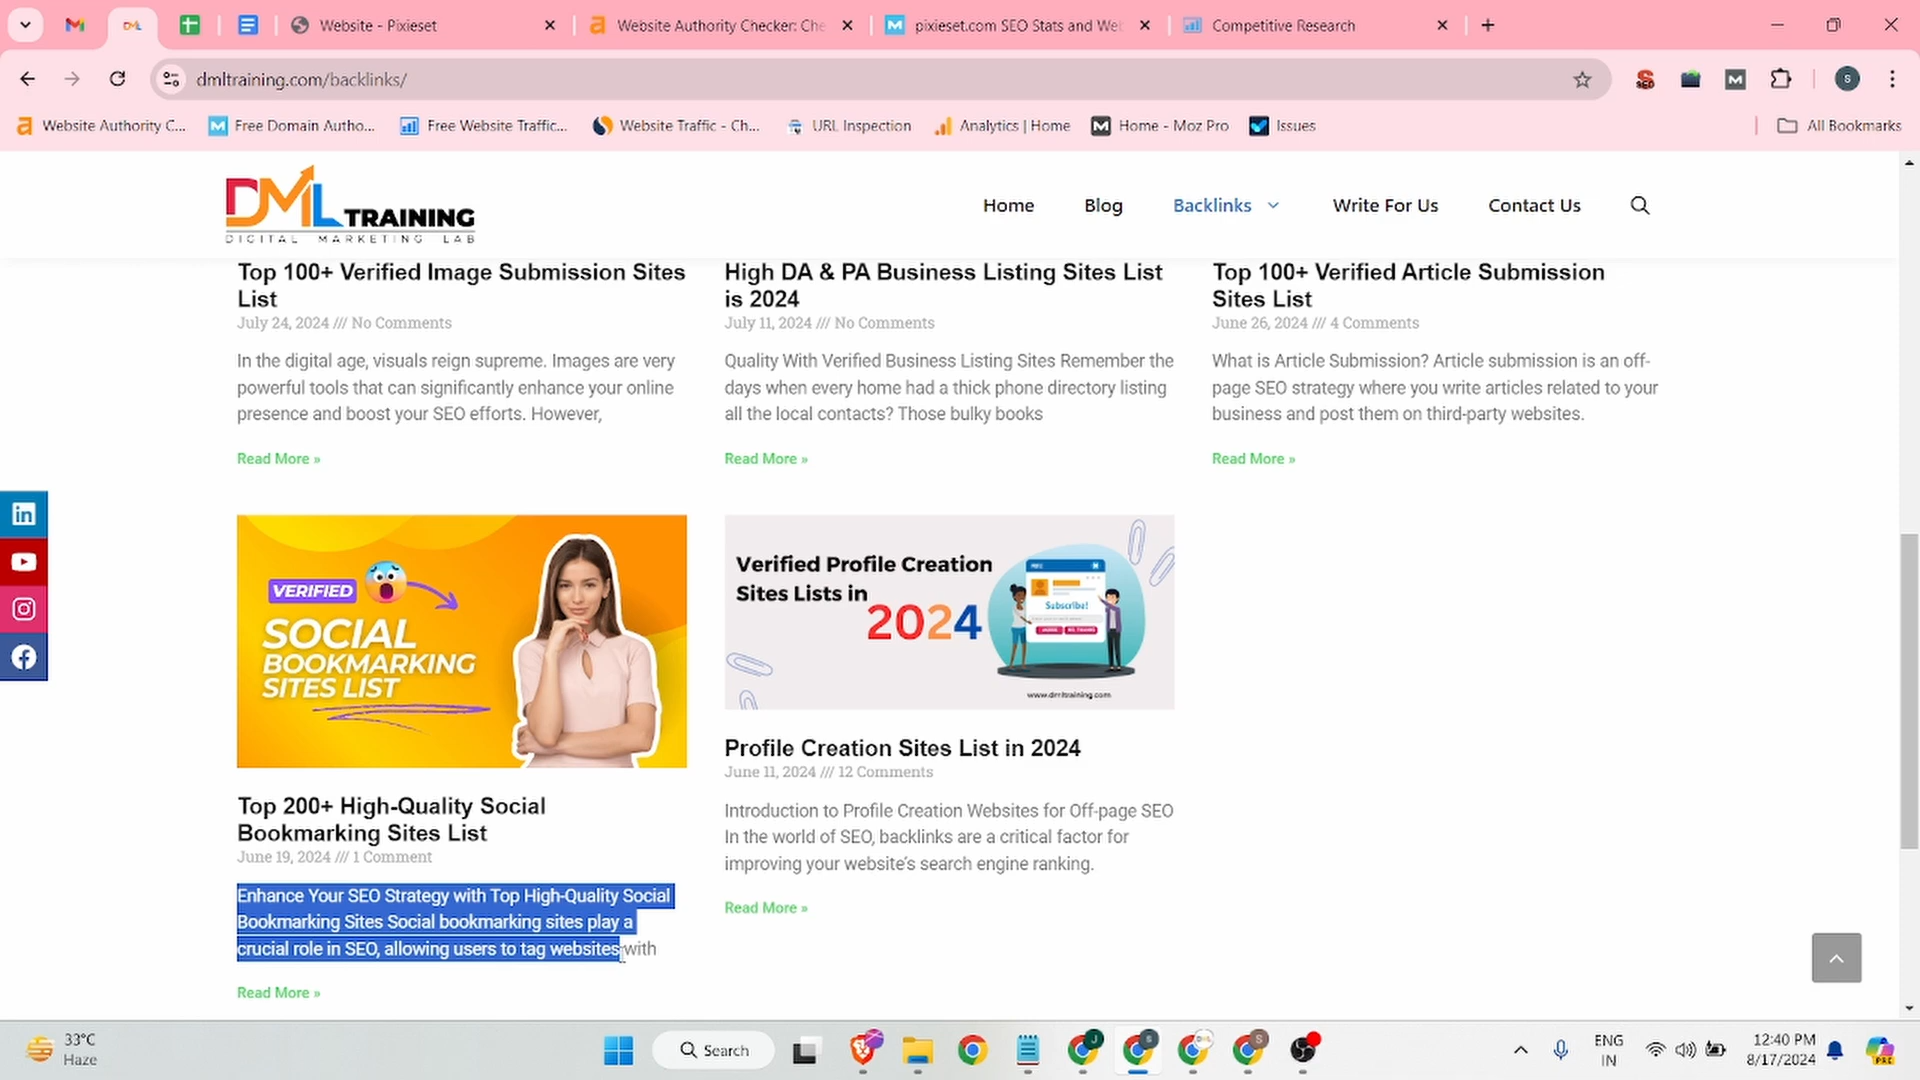 Website - Pixieset
Website Authority Checker: Che
pixieset.com SEO Stats and Wet
Competitive Research
dmltraining.com/backlinks/
S
Website Authority C...
Free Domain Autho...
Free Website Traffic...
Website Traffic - Ch...
URL Inspection
Analytics | Home
Home - Moz Pro
Issues
All Bookmarks
DML TRAINING
DIGITAL MARKETING LAB
Home
Blog
Backlinks
Write For Us
Contact Us
Top 100+ Verified Image Submission Sites
List
July 24, 2024 /// No Comments
In the digital age, visuals reign supreme. Images are very
powerful tools that can significantly enhance your online
presence and boost your SEO efforts. However,
Read More »
High DA & PA Business Listing Sites List
is 2024
July 11, 2024 /// No Comments
Quality With Verified Business Listing Sites Remember the
days when every home had a thick phone directory listing
all the local contacts? Those bulky books
Read More »
Top 100+ Verified Article Submission
Sites List
June 26, 2024 /// 4 Comments
What is Article Submission? Article submission is an off-
page SEO strategy where you write articles related to your
business and post them on third-party websites.
Read More »
VERIFIED
SOCIAL
BOOKMARKING
SITES LIST
Top 200+ High-Quality Social
Bookmarking Sites List
June 19, 2024 /// 1 Comment
Enhance Your SEO Strategy with Top High-Quality Social
Bookmarking Sites Social bookmarking sites play a
crucial role in SEO, allowing users to tag websites with
Read More »
Verified Profile Creation
Sites Lists in
2024
Subscribe!
www.dmltraining.com
Profile Creation Sites List in 2024
June 11, 2024 /// 12 Comments
Introduction to Profile Creation Websites for Off-page SEO
In the world of SEO, backlinks are a critical factor for
improving your website's search engine ranking.
Read More »
33°C
Haze
Search
ENG
IN
12:40 PM
8/17/2024